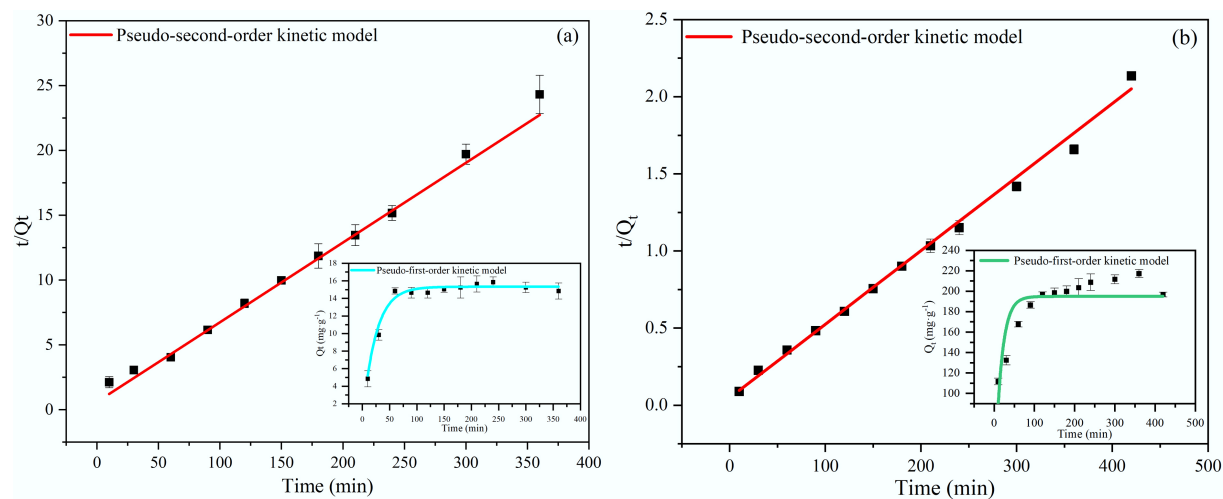 Pseudo-second-order kinetic model
(a)
t/Qt
30
25
20
15
10
5
0
0 50 100 150 200 250 300 350 400
Time (min)
Pseudo-first-order kinetic model
Qt (mg·g⁻¹)
18
16
14
12
10
8
6
4
2
0 50 100 150 200 250 300 350 400
Time (min)
Pseudo-second-order kinetic model
(b)
t/Qt
2.5
2.0
1.5
1.0
0.5
0.0
0 100 200 300 400 500
Time (min)
Pseudo-first-order kinetic model
Qt (mg·g⁻¹)
240
220
200
180
160
140
120
100
0 100 200 300 400 500
Time (min)